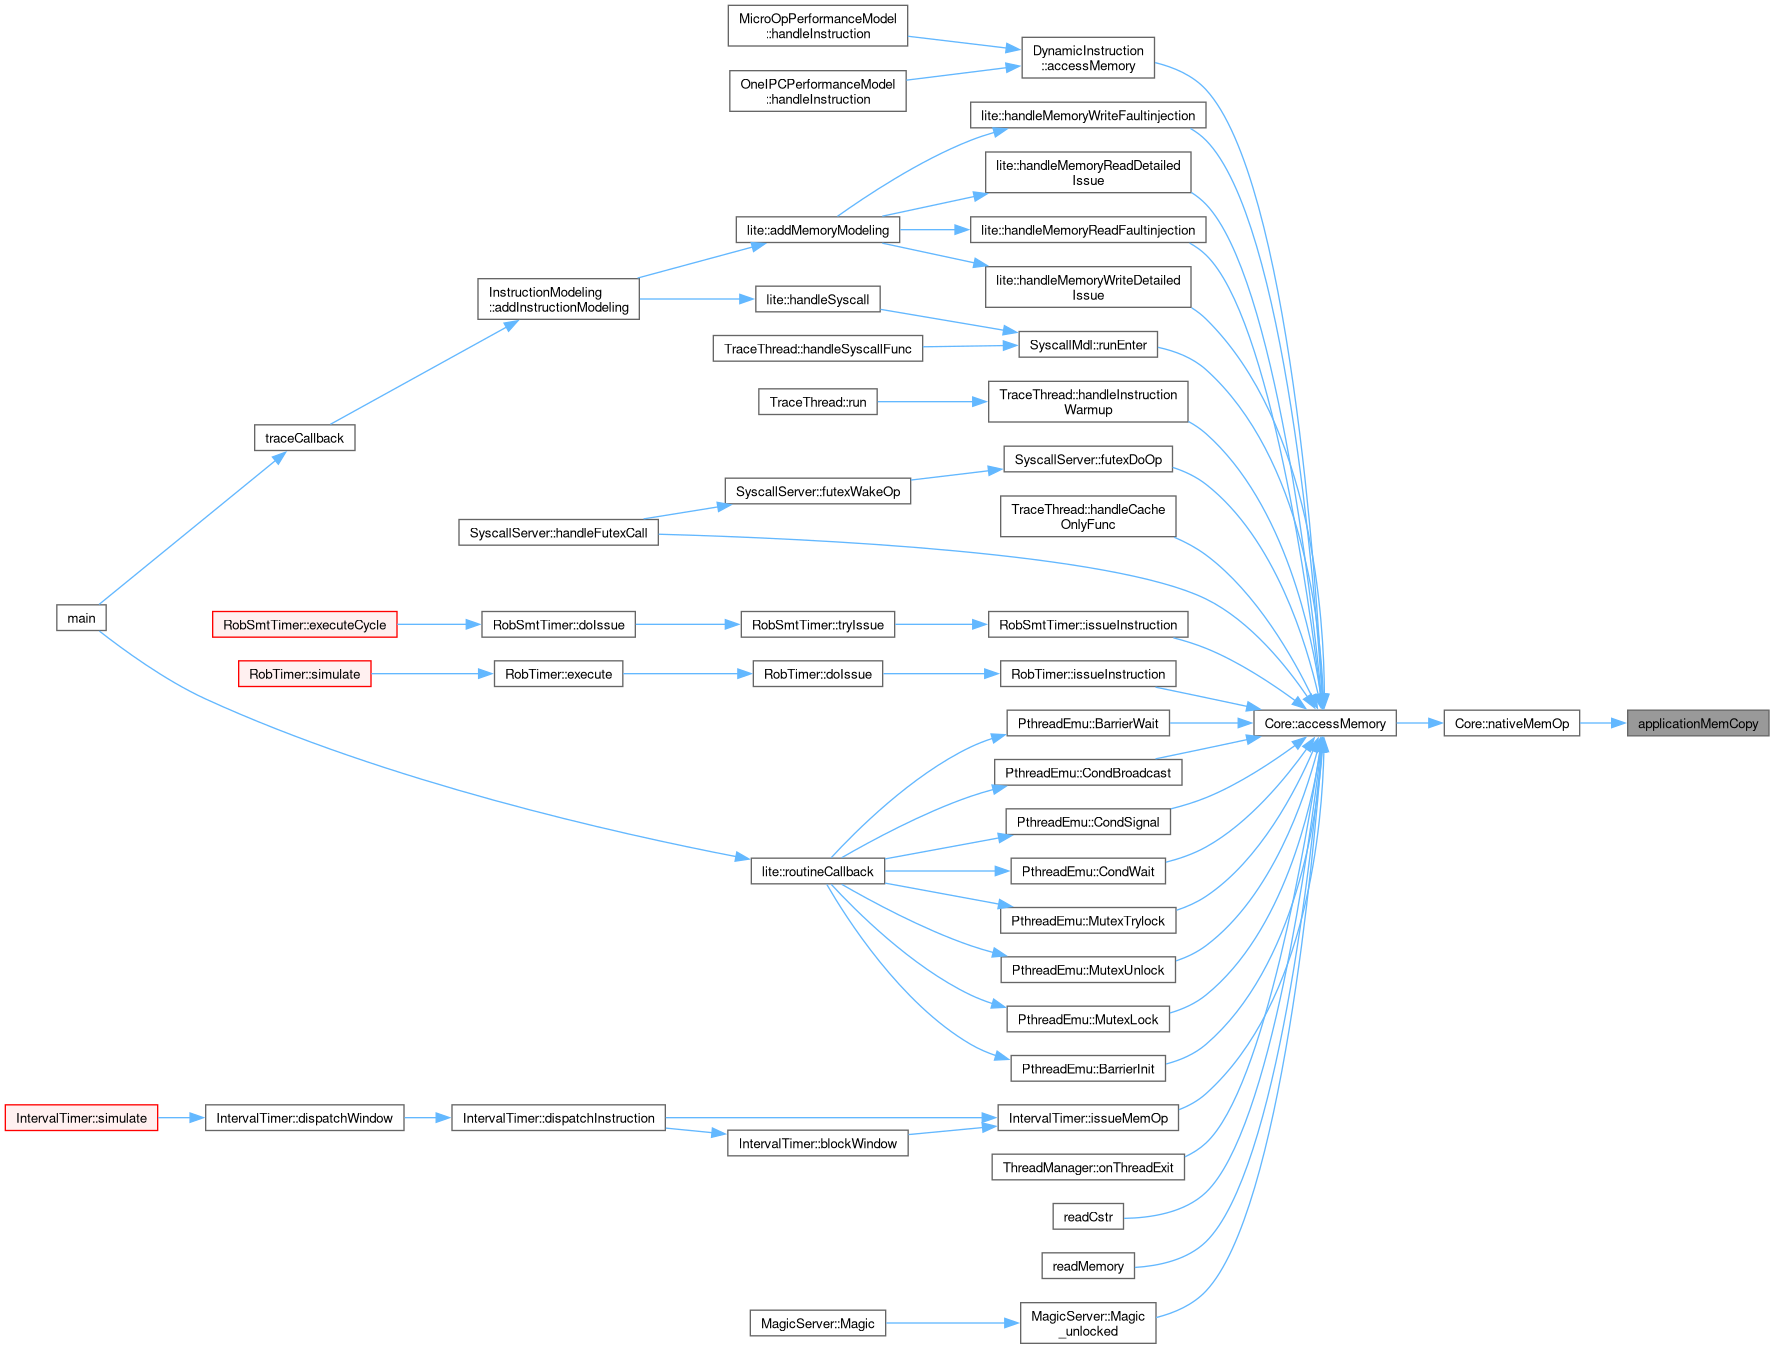 MicroOpPerformanceModel
::handleInstruction
DynamicInstruction
::accessMemory
OneIPCPerformanceModel
::handleInstruction
lite::handleMemoryWriteFaultinjection
lite::handleMemoryReadDetailed
Issue
lite::addMemoryModeling
lite::handleMemoryReadFaultinjection
lite::handleMemoryWriteDetailed
Issue
InstructionModeling
::addInstructionModeling
lite::handleSyscall
TraceThread::handleSyscallFunc
SyscallMdl::runEnter
TraceThread::run
TraceThread::handleInstruction
Warmup
traceCallback
SyscallServer::futexDoOp
SyscallServer::futexWakeOp
TraceThread::handleCache
OnlyFunc
SyscallServer::handleFutexCall
main
RobSmtTimer::executeCycle
RobSmtTimer::doIssue
RobSmtTimer::tryIssue
RobSmtTimer::issueInstruction
RobTimer::simulate
RobTimer::execute
RobTimer::doIssue
RobTimer::issueInstruction
PthreadEmu::BarrierWait
Core::accessMemory
Core::nativeMemOp
applicationMemCopy
PthreadEmu::CondBroadcast
PthreadEmu::CondSignal
lite::routineCallback
PthreadEmu::CondWait
PthreadEmu::MutexTrylock
PthreadEmu::MutexUnlock
PthreadEmu::MutexLock
PthreadEmu::BarrierInit
IntervalTimer::simulate
IntervalTimer::dispatchWindow
IntervalTimer::dispatchInstruction
IntervalTimer::issueMemOp
IntervalTimer::blockWindow
ThreadManager::onThreadExit
readCstr
readMemory
MagicServer::Magic
MagicServer::Magic
_unlocked